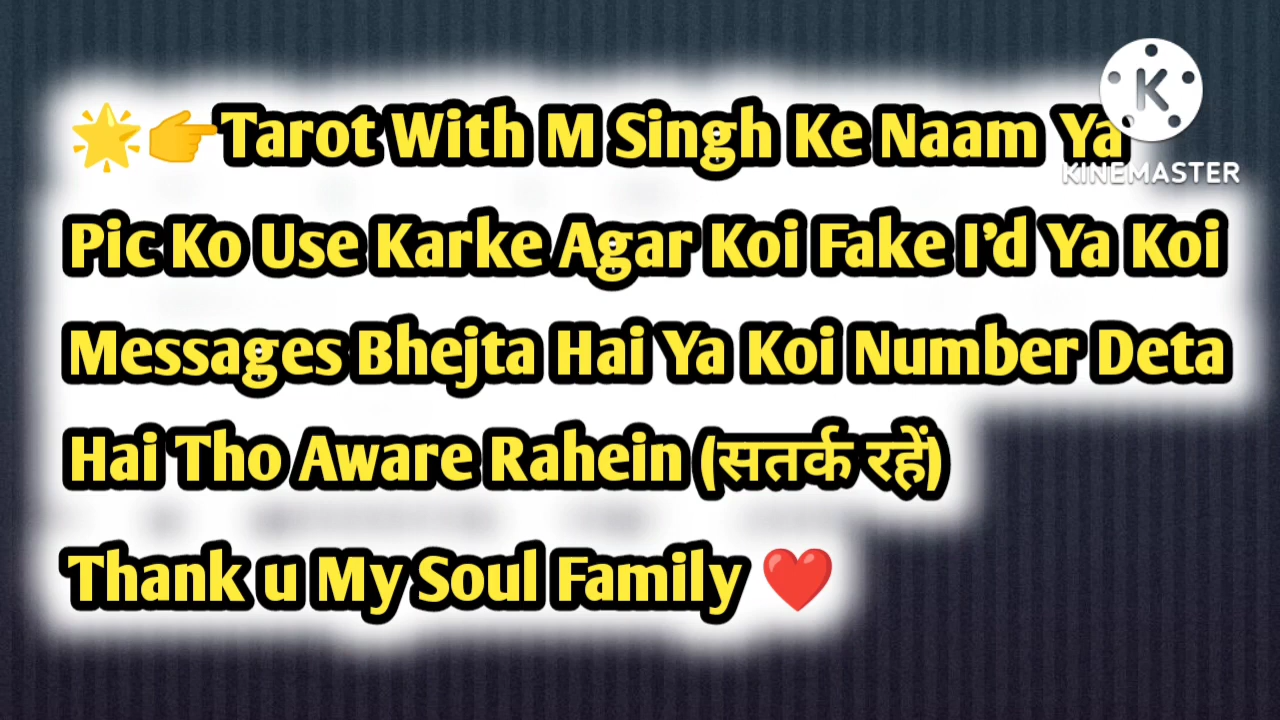 🌟👉Tarot With M Singh Ke Naam Ya
Pic Ko Use Karke Agar Koi Fake I’d Ya Koi
Messages Bhejta Hai Ya Koi Number Deta
Hai Tho Aware Rahein (सतर्क रहें)
Thank u My Soul Family ❤️
K
KINEMASTER